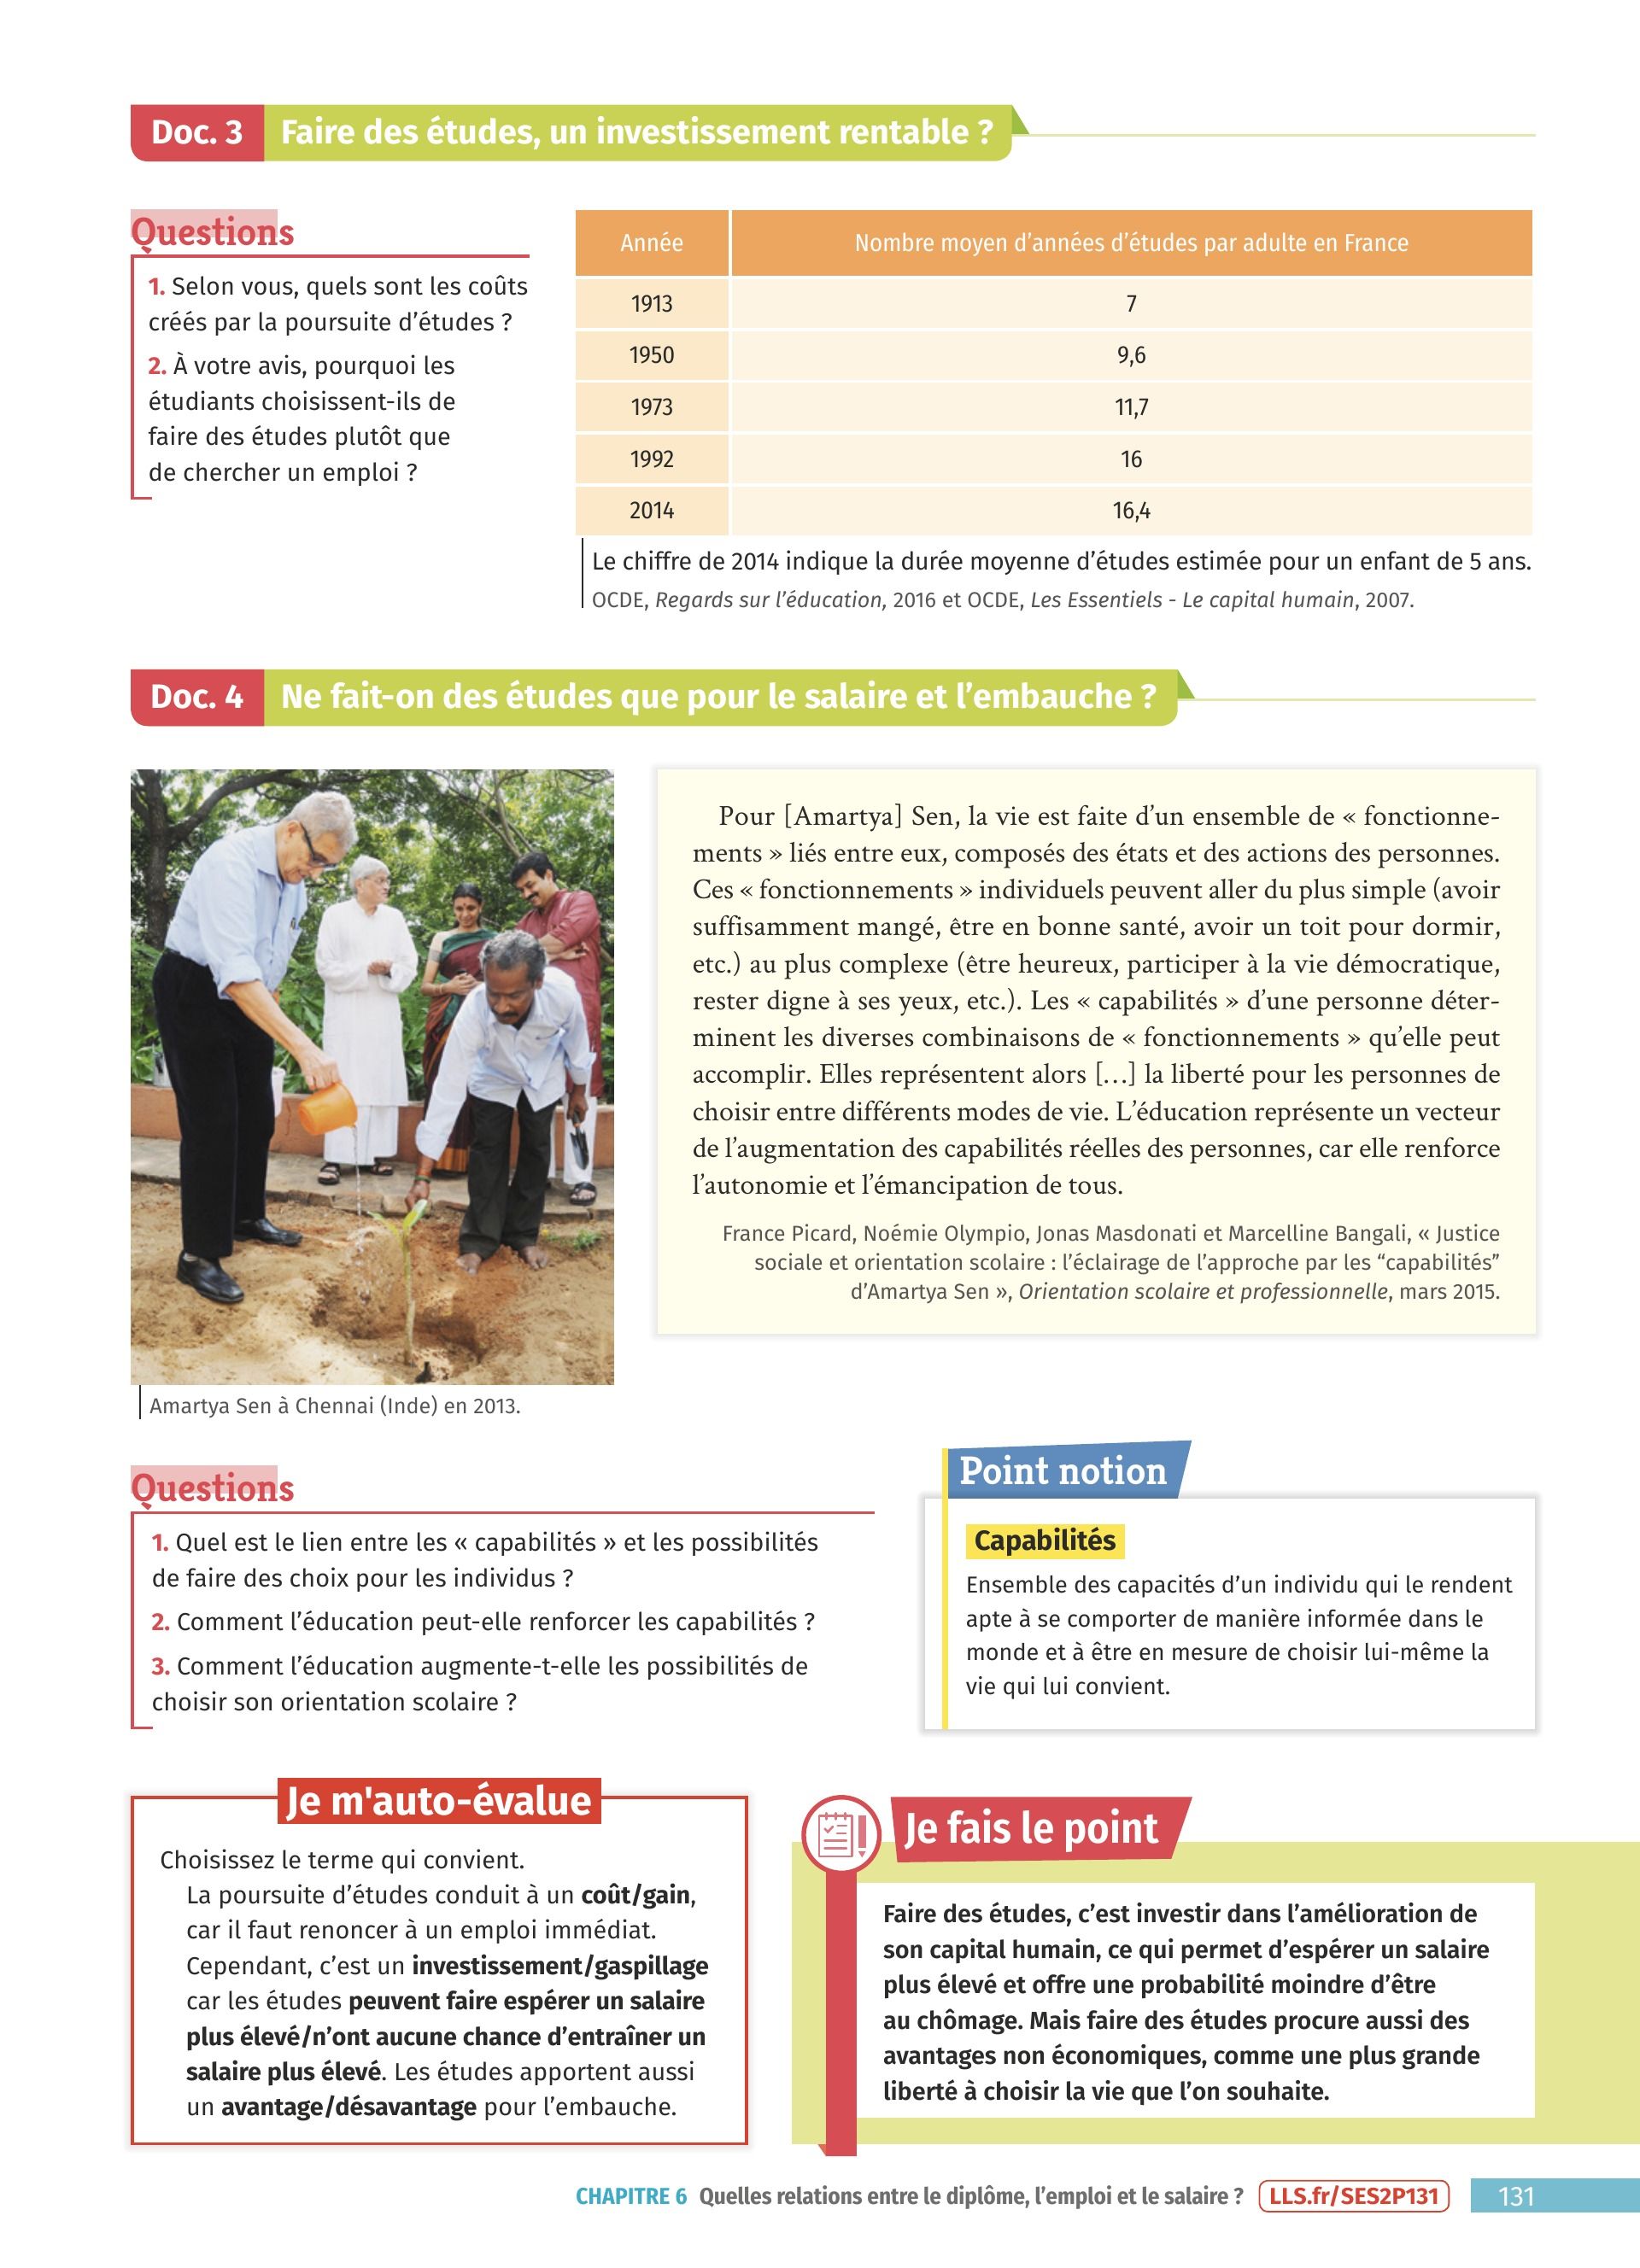 Doc. 3 Faire des études, un investissement rentable ?
Questions
1. Selon vous, quels sont les coûts
créés par la poursuite d’études ?
2. À votre avis, pourquoi les
étudiants choisissent-ils de
faire des études plutôt que
de chercher un emploi ?
Année Nombre moyen d’années d’études par adulte en France
1913 7
1950 9,6
1973 11,7
1992 16
2014 16,4
Le chiffre de 2014 indique la durée moyenne d’études estimée pour un enfant de 5 ans.
OCDE, Regards sur l’éducation, 2016 et OCDE, Les Essentiels - Le capital humain, 2007.
Doc. 4 Ne fait-on des études que pour le salaire et l’embauche ?
Pour [Amartya] Sen, la vie est faite d’un ensemble de « fonctionne-
ments » liés entre eux, composés des états et des actions des personnes.
Ces « fonctionnements » individuels peuvent aller du plus simple (avoir
suffisamment mangé, être en bonne santé, avoir un toit pour dormir,
etc.) au plus complexe (être heureux, participer à la vie démocratique,
rester digne à ses yeux, etc.). Les « capabilités » d’une personne déter-
minent les diverses combinaisons de « fonctionnements » qu’elle peut
accomplir. Elles représentent alors […] la liberté pour les personnes de
choisir entre différents modes de vie. L’éducation représente un vecteur
de l’augmentation des capabilités réelles des personnes, car elle renforce
l’autonomie et l’émancipation de tous.
France Picard, Noémie Olympio, Jonas Masdonati et Marcelline Bangali, « Justice
sociale et orientation scolaire : l’éclairage de l’approche par les “capabilités”
d’Amartya Sen », Orientation scolaire et professionnelle, mars 2015.
Amartya Sen à Chennai (Inde) en 2013.
Questions
1. Quel est le lien entre les « capabilités » et les possibilités
de faire des choix pour les individus ?
2. Comment l’éducation peut-elle renforcer les capabilités ?
3. Comment l’éducation augmente-t-elle les possibilités de
choisir son orientation scolaire ?
Point notion
Capabilités
Ensemble des capacités d’un individu qui le rendent
apte à se comporter de manière informée dans le
monde et à être en mesure de choisir lui-même la
vie qui lui convient.
Je m'auto-évalue
Choisissez le terme qui convient.
La poursuite d’études conduit à un coût/gain,
car il faut renoncer à un emploi immédiat.
Cependant, c’est un investissement/gaspillage
car les études peuvent faire espérer un salaire
plus élevé/n’ont aucune chance d’entraîner un
salaire plus élevé. Les études apportent aussi
un avantage/désavantage pour l’embauche.
Je fais le point
Faire des études, c’est investir dans l’amélioration de
son capital humain, ce qui permet d’espérer un salaire
plus élevé et offre une probabilité moindre d’être
au chômage. Mais faire des études procure aussi des
avantages non économiques, comme une plus grande
liberté à choisir la vie que l’on souhaite.
CHAPITRE 6 Quelles relations entre le diplôme, l’emploi et le salaire ? LLS.fr/SES2P131 131